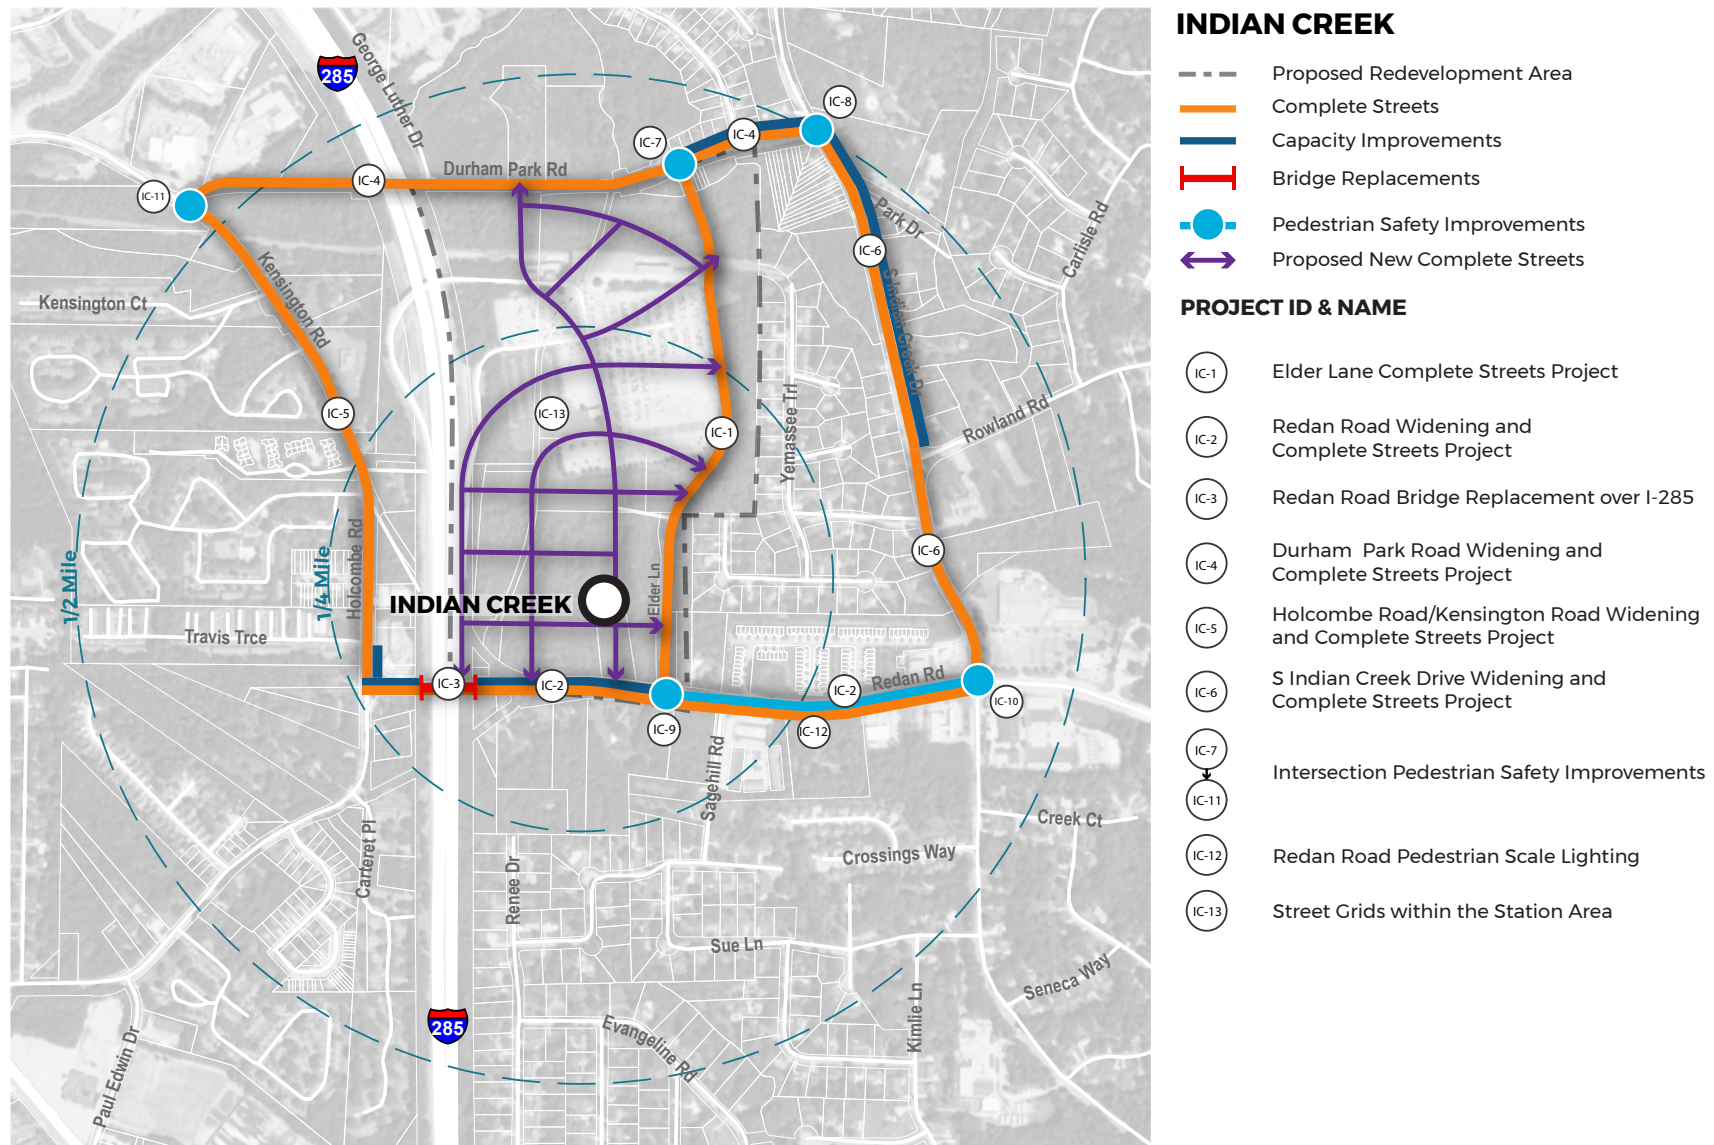 INDIAN CREEK
Proposed Redevelopment Area
Complete Streets
Capacity Improvements
Bridge Replacements
Pedestrian Safety Improvements
Proposed New Complete Streets
PROJECT ID & NAME
IC-1
Elder Lane Complete Streets Project
IC-2
Redan Road Widening and
Complete Streets Project
IC-3
Redan Road Bridge Replacement over I-285
IC-4
Durham Park Road Widening and
Complete Streets Project
IC-5
Holcombe Road/Kensington Road Widening
and Complete Streets Project
IC-6
S Indian Creek Drive Widening and
Complete Streets Project
IC-7
IC-11
Intersection Pedestrian Safety Improvements
IC-12
Redan Road Pedestrian Scale Lighting
IC-13
Street Grids within the Station Area
285
George Luther Dr
IC-8
IC-7
IC-4
Durham Park Rd
IC-4
IC-11
Park Dr
Carlisle Rd
IC-6
Kensington Rd
Kensington Ct
S Indian Creek Dr
IC-5
IC-13
IC-1
Yemassee Trl
Rowland Rd
Holcombe Rd
1/2 Mile
1/4 Mile
IC-6
Elder Ln
INDIAN CREEK
Travis Trce
IC-3
IC-2
IC-2
Redan Rd
IC-10
IC-9
IC-12
Sagehill Rd
Creek Ct
Carteret Pl
Renee Dr
Crossings Way
Sue Ln
Seneca Way
Kimlie Ln
285
Evangeline Rd
Paul Edwin Dr